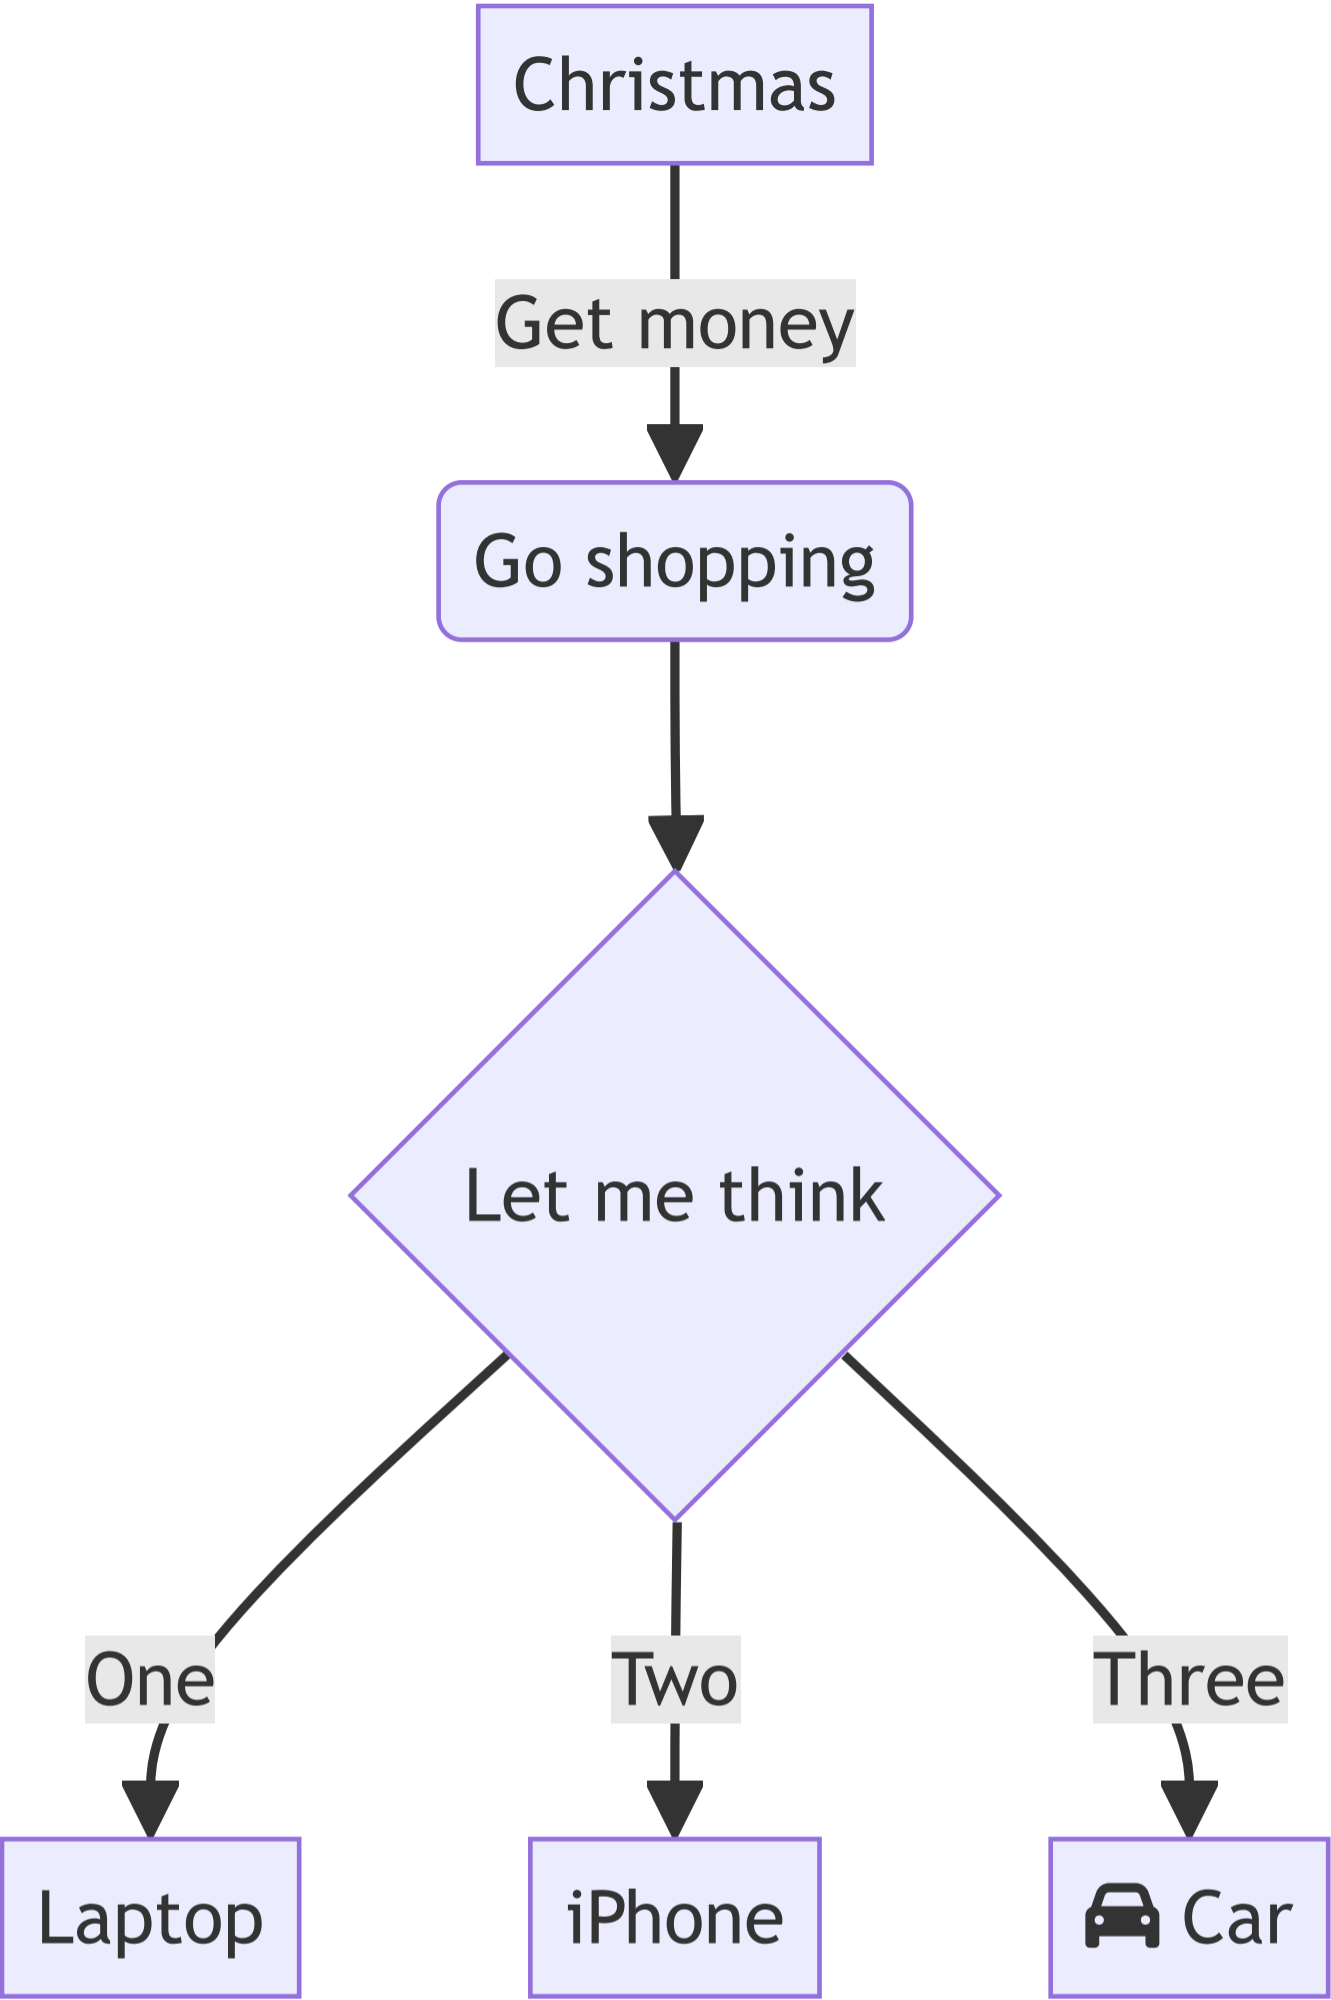 Christmas
Get money
Go shopping
Let me think
One
Two
Three
Laptop
iPhone
Car